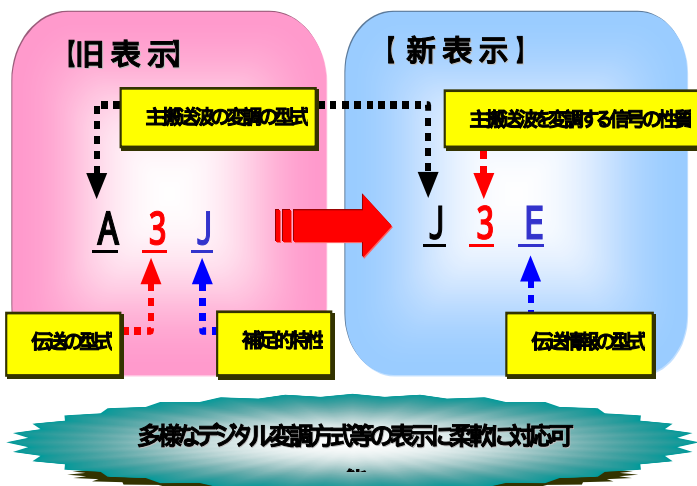 【旧表示】
【新表示】
主搬送波の変調の型式
主搬送波を変調する信号の性質
A 3 J
J 3 E
伝送の型式
補足的特性
伝送情報の型式
多様なデジタル変調方式等の表示に柔軟に対応可